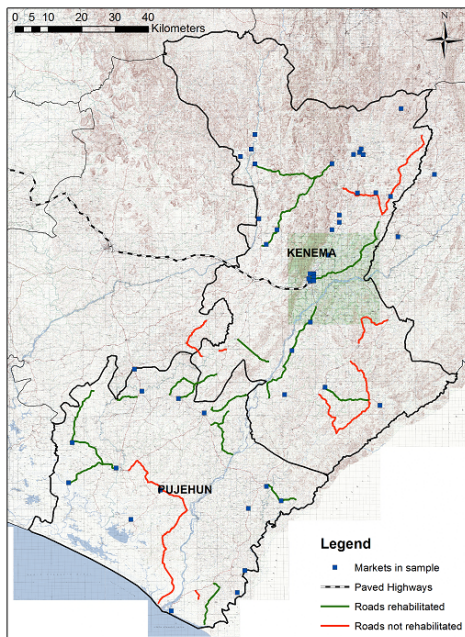 0 5 10 20 30 40
Kilometers
N
KENEMA
PUJEHUN
Legend
Markets in sample
Paved Highways
Roads rehabilitated
Roads not rehabilitated